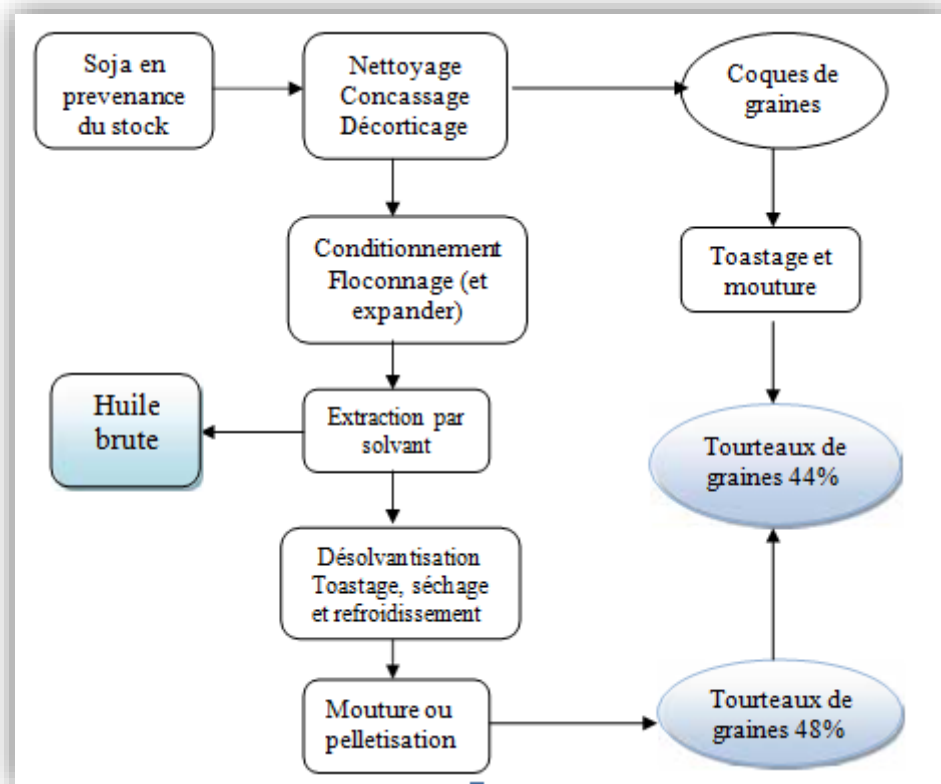 Soja en
prevenance
du stock
Nettoyage
Concassage
Décorticage
Coques de
graines
Conditionnement
Floconnage (et
expander)
Toastage et
mouture
Huile
brute
Extraction par
solvant
Tourteaux de
graines 44%
Désolvantisation
Toastage, séchage
et refroidissement
Mouture ou
pelletisation
Tourteaux de
graines 48%